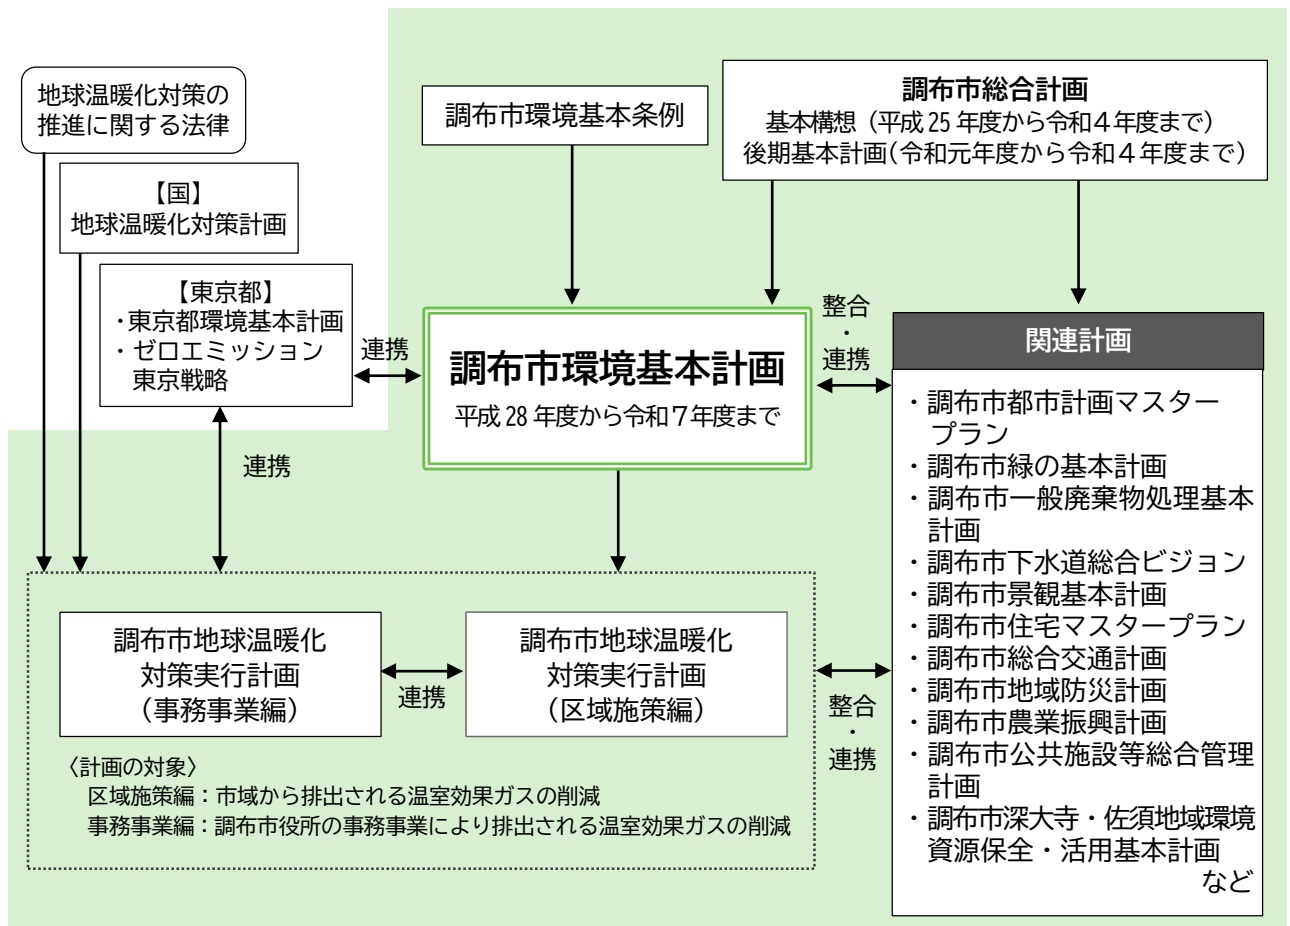 地球温暖化対策の
推進に関する法律
【国】
地球温暖化対策計画
【東京都】
・東京都環境基本計画
・ゼロエミッション
東京戦略
調布市環境基本条例
調布市総合計画
基本構想（平成25年度から令和４年度まで）
後期基本計画（令和元年度から令和４年度まで）
連携
調布市環境基本計画
平成28年度から令和７年度まで
整合
・
連携
関連計画
・調布市都市計画マスター
プラン
・調布市緑の基本計画
・調布市一般廃棄物処理基本
計画
・調布市下水道総合ビジョン
・調布市景観基本計画
・調布市住宅マスタープラン
・調布市総合交通計画
・調布市地域防災計画
・調布市農業振興計画
・調布市公共施設等総合管理
計画
・調布市深大寺・佐須地域環境
資源保全・活用基本計画
など
連携
調布市地球温暖化
対策実行計画
（事務事業編）
連携
調布市地球温暖化
対策実行計画
（区域施策編）
整合
・
連携
〈計画の対象〉
区域施策編：市域から排出される温室効果ガスの削減
事務事業編：調布市役所の事務事業により排出される温室効果ガスの削減